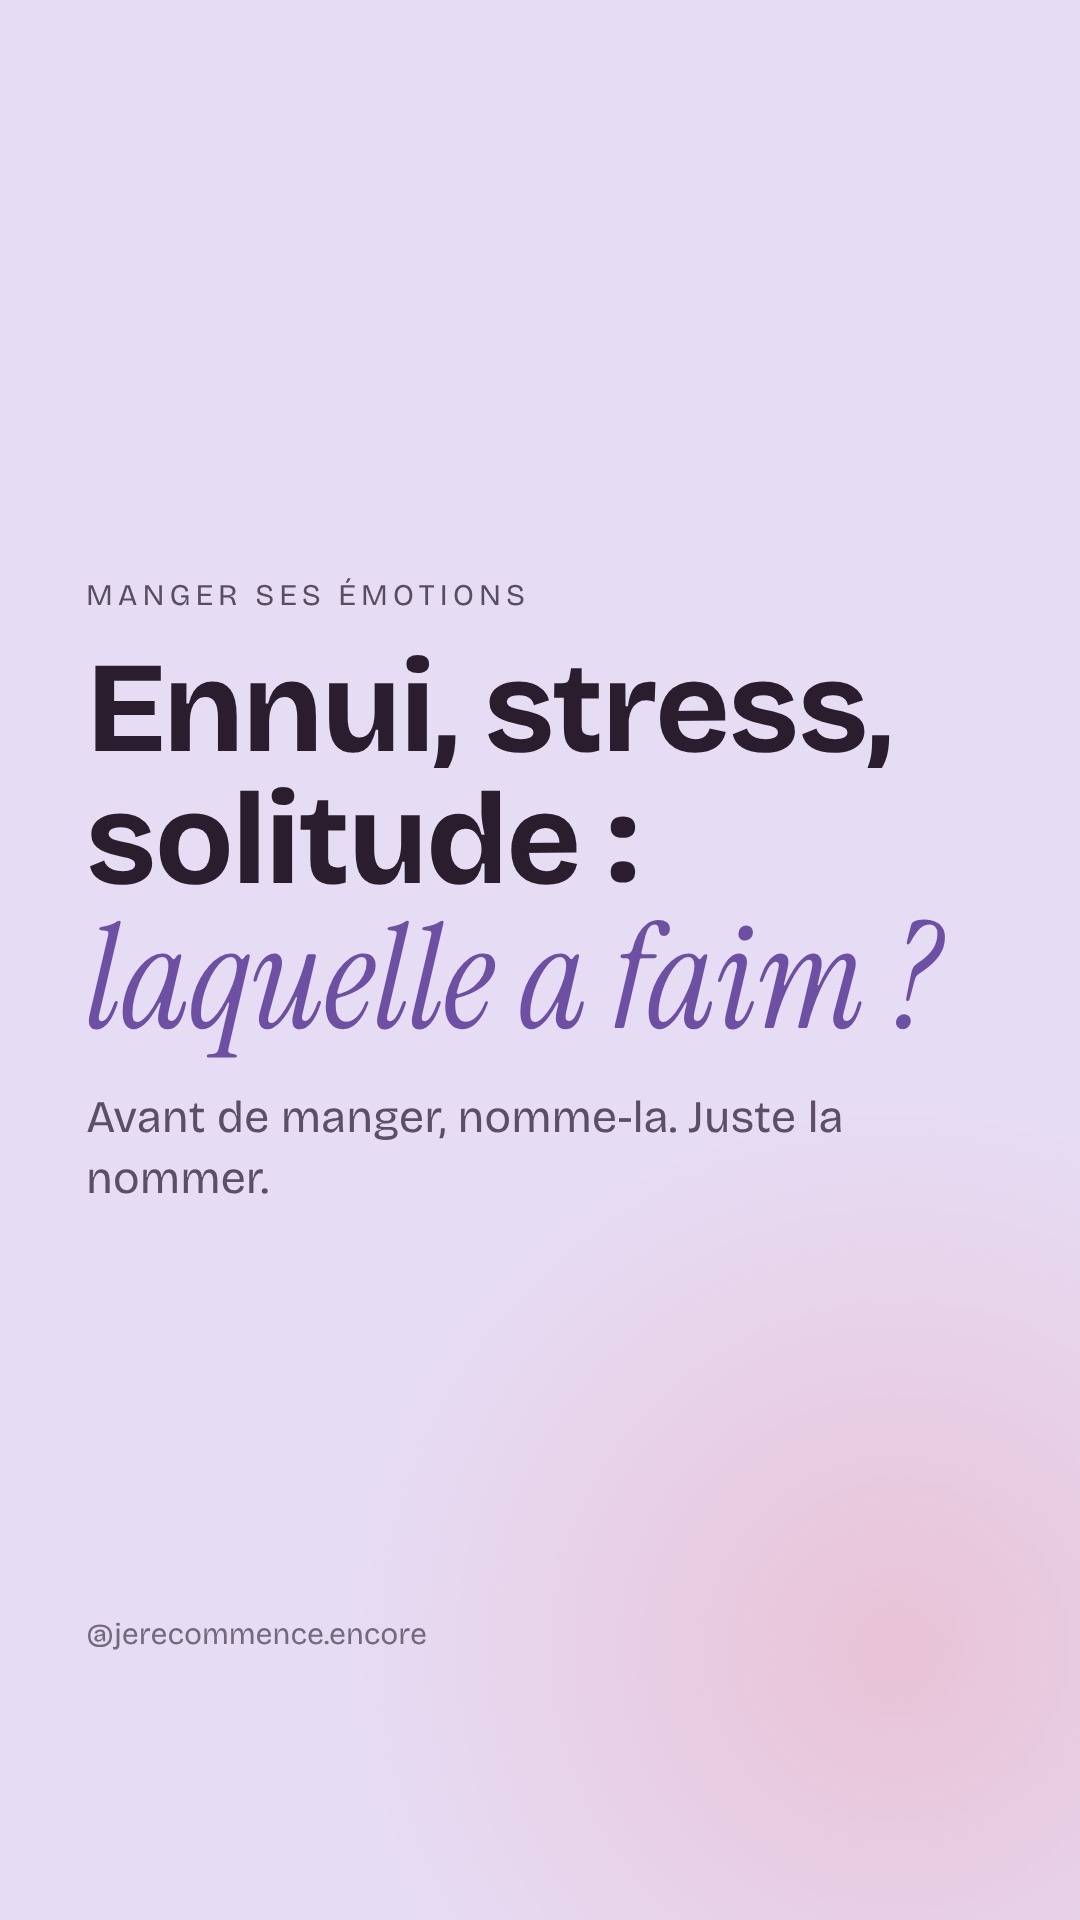 MANGER SES ÉMOTIONS
Ennui, stress,
solitude :
laquelle a faim ?
Avant de manger, nomme-la. Juste la
nommer.
@jerecommence.encore